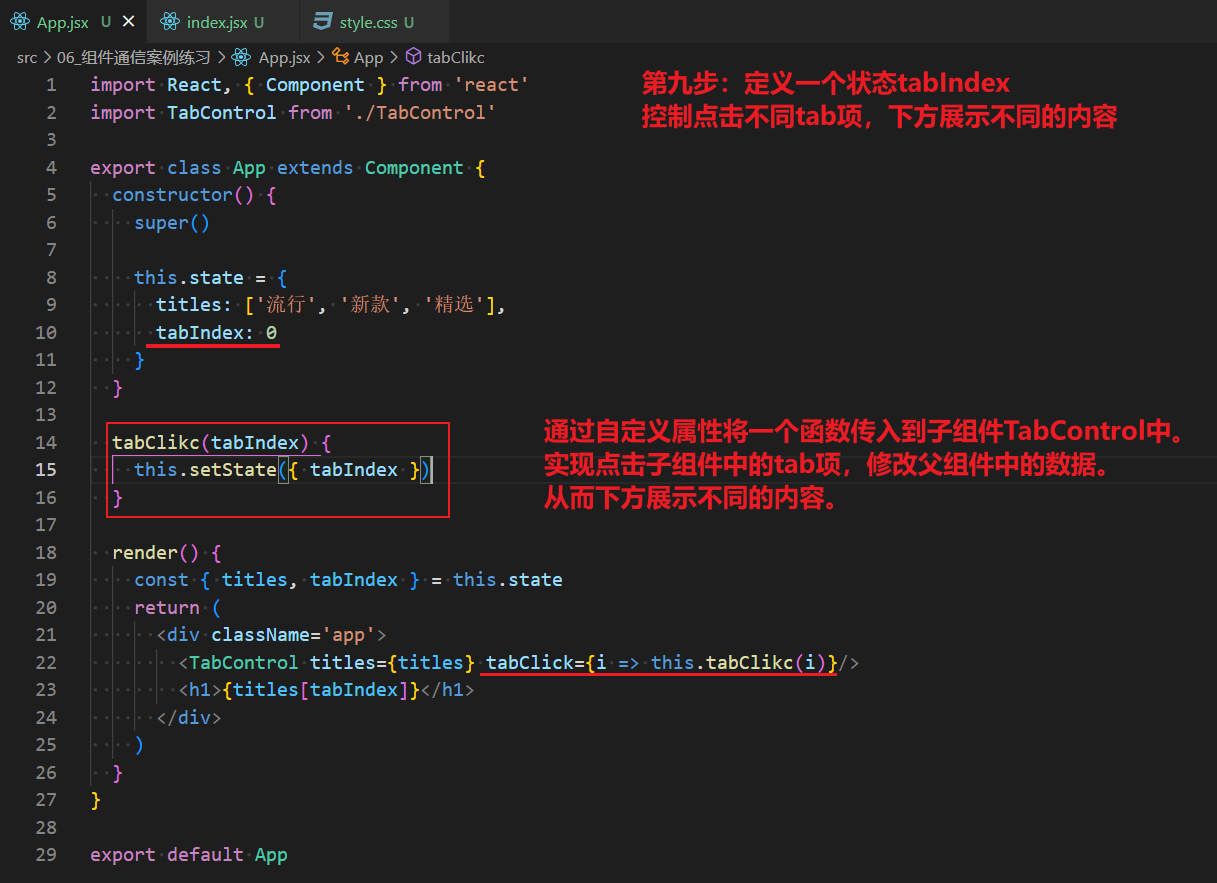 App.jsx U
index.jsx U
style.css U
src > 06_组件通信案例练习 > App.jsx > App > tabClikc
1 import React, { Component } from 'react'
2 import TabControl from './TabControl'
3
4 export class App extends Component {
5 constructor() {
6 super()
7
8 this.state = {
9 titles: ['流行', '新款', '精选'],
10 tabIndex: 0
11 }
12 }
13
14 tabClikc(tabIndex) {
15 this.setState({ tabIndex })
16 }
17
18 render() {
19 const { titles, tabIndex } = this.state
20 return (
21 <div className='app'>
22 <TabControl titles={titles} tabClick={i => this.tabClikc(i)}/>
23 <h1>{titles[tabIndex]}</h1>
24 </div>
25 )
26 }
27 }
28
29 export default App
第九步：定义一个状态tabIndex
控制点击不同tab项，下方展示不同的内容
通过自定义属性将一个函数传入到子组件TabControl中。
实现点击子组件中的tab项，修改父组件中的数据。
从而下方展示不同的内容。